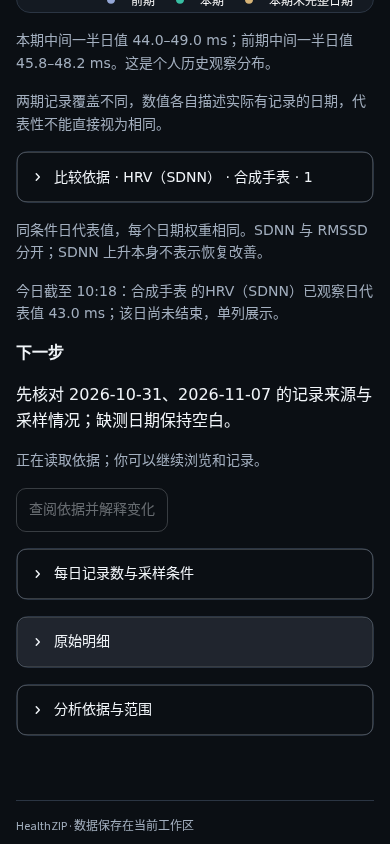 前期 本期 本期未完整日期
本期中间一半日值 44.0–49.0 ms；前期中间一半日值
45.8–48.2 ms。这是个人历史观察分布。
两期记录覆盖不同，数值各自描述实际有记录的日期，代
表性不能直接视为相同。
比较依据 · HRV（SDNN） · 合成手表 · 1
同条件日代表值，每个日期权重相同。SDNN 与 RMSSD
分开；SDNN 上升本身不表示恢复改善。
今日截至 10:18：合成手表 的HRV（SDNN）已观察日代
表值 43.0 ms；该日尚未结束，单列展示。
下一步
先核对 2026-10-31、2026-11-07 的记录来源与
采样情况；缺测日期保持空白。
正在读取依据；你可以继续浏览和记录。
查阅依据并解释变化
每日记录数与采样条件
原始明细
分析依据与范围
HealthZIP · 数据保存在当前工作区